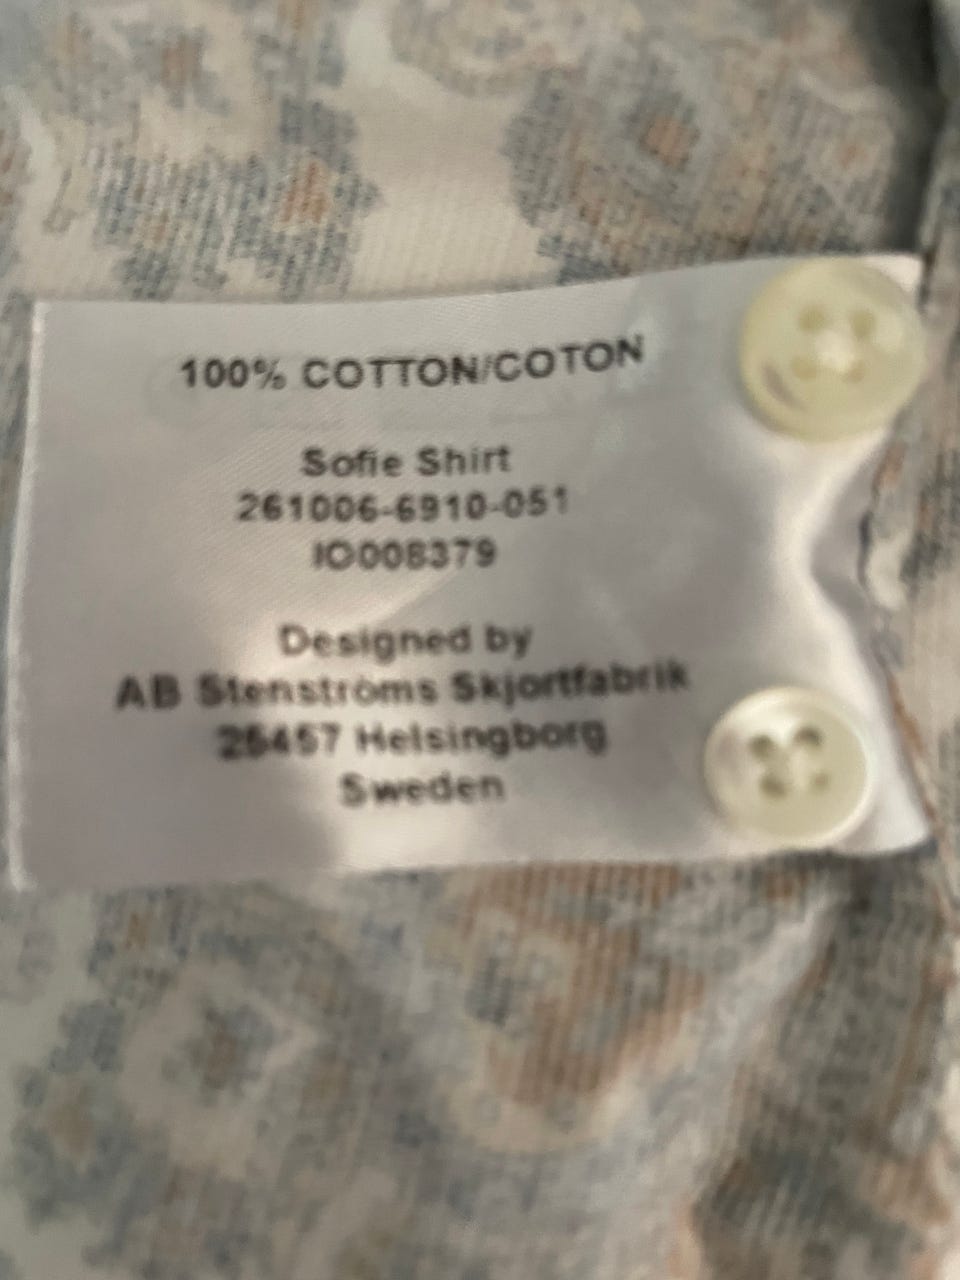 100% COTTON/COTON
Sofie Shirt
261006-6910-051
IO008379
Designed by
AB Stenströms Skjortfabrik
25457 Helsingborg
Sweden